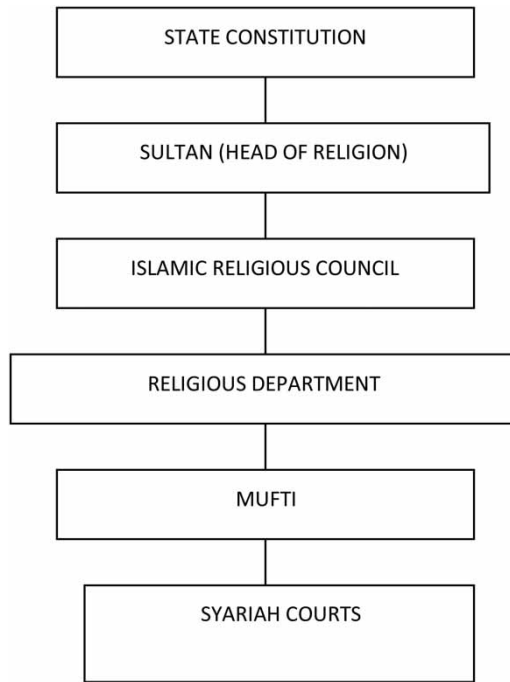 STATE CONSTITUTION
SULTAN (HEAD OF RELIGION)
ISLAMIC RELIGIOUS COUNCIL
RELIGIOUS DEPARTMENT
MUFTI
SYARIAH COURTS